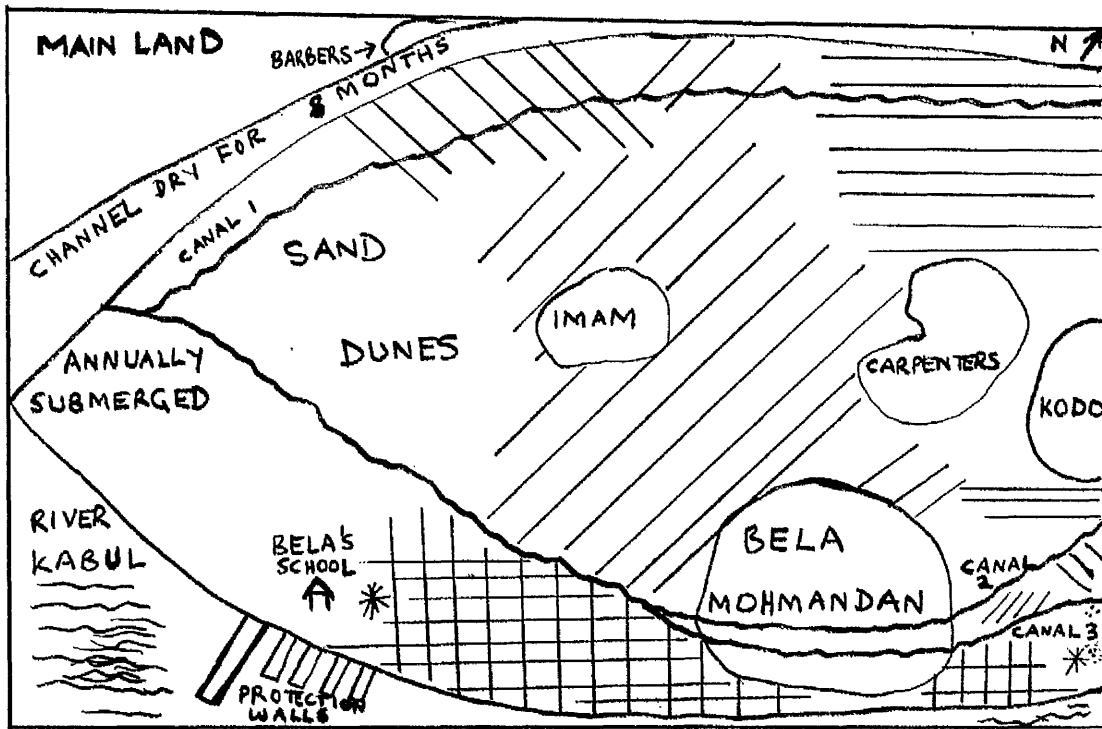 MAIN LAND
BARBERS
N
CHANNEL DRY FOR 8 MONTHS
CANAL 1
SAND
DUNES
IMAM
CARPENTERS
KODO
ANNUALLY
SUBMERGED
RIVER
KABUL
BELA'S
SCHOOL
BELA
MOHMANDAN
CANAL
2
CANAL 3
PROTECTION
WALLS